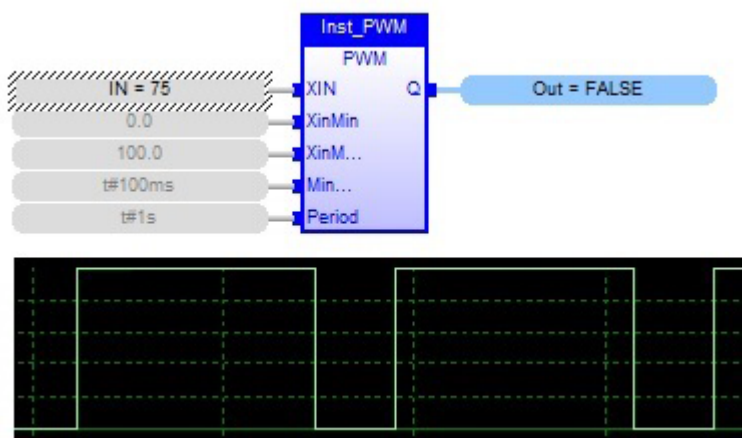 Inst_PWM
PWM
IN = 75
XIN
Q
Out = FALSE
0.0
XinMin
100.0
XinM...
t#100ms
Min...
t#1s
Period